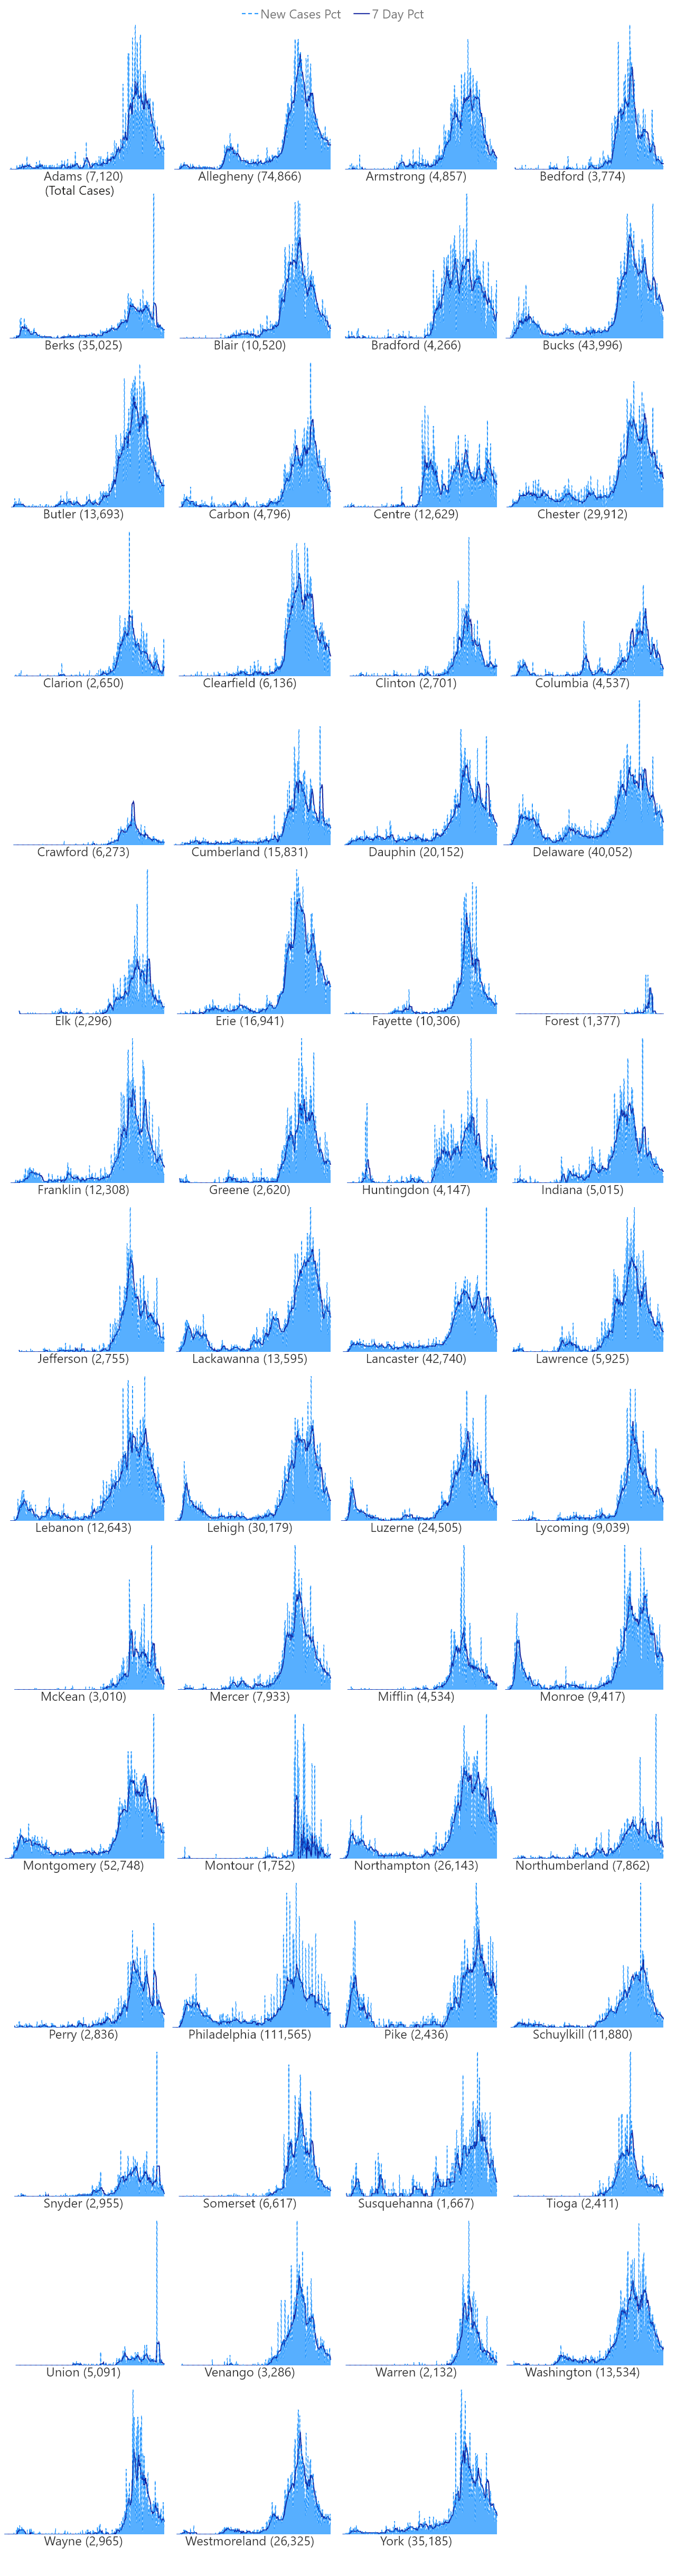 New Cases Pct 7 Day Pct
Adams (7,120) Allegheny (74,866) Armstrong (4,857) Bedford (3,774)
(Total Cases)
Berks (35,025) Blair (10,520) Bradford (4,266) Bucks (43,996)
Butler (13,693) Carbon (4,796) Centre (12,629) Chester (29,912)
Clarion (2,650) Clearfield (6,136) Clinton (2,701) Columbia (4,537)
Crawford (6,273) Cumberland (15,831) Dauphin (20,152) Delaware (40,052)
Elk (2,296) Erie (16,941) Fayette (10,306) Forest (1,377)
Franklin (12,308) Greene (2,620) Huntingdon (4,147) Indiana (5,015)
Jefferson (2,755) Lackawanna (13,595) Lancaster (42,740) Lawrence (5,925)
Lebanon (12,643) Lehigh (30,179) Luzerne (24,505) Lycoming (9,039)
McKean (3,010) Mercer (7,933) Mifflin (4,534) Monroe (9,417)
Montgomery (52,748) Montour (1,752) Northampton (26,143) Northumberland (7,862)
Perry (2,836) Philadelphia (111,565) Pike (2,436) Schuylkill (11,880)
Snyder (2,955) Somerset (6,617) Susquehanna (1,667) Tioga (2,411)
Union (5,091) Venango (3,286) Warren (2,132) Washington (13,534)
Wayne (2,965) Westmoreland (26,325) York (35,185)